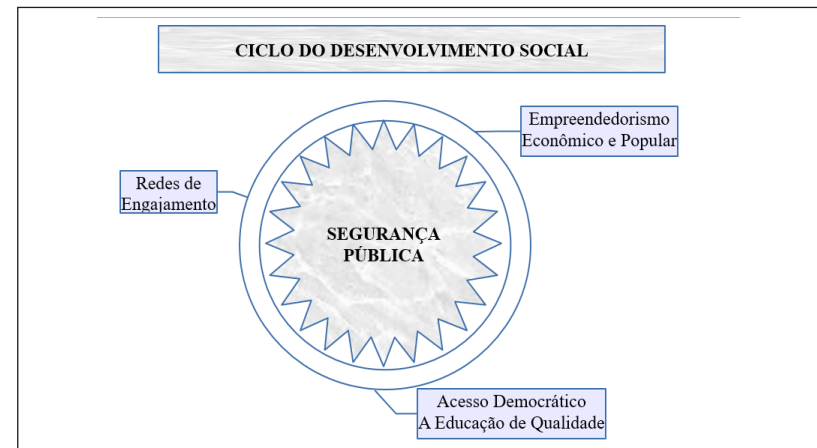 CICLO DO DESENVOLVIMENTO SOCIAL
Empreendedorismo
Econômico e Popular
Redes de
Engajamento
SEGURANÇA
PÚBLICA
Acesso Democrático
A Educação de Qualidade